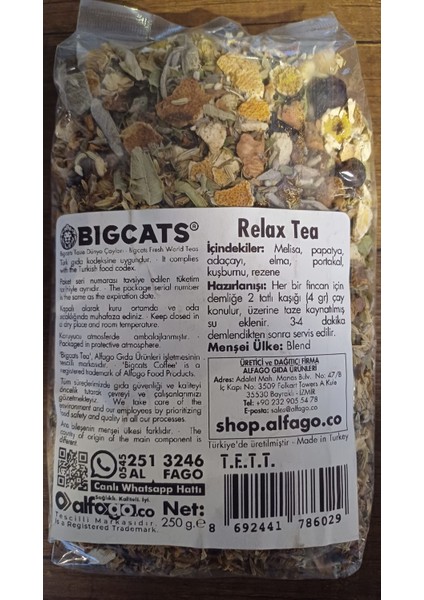 BIGCATS®
Bigcats Taze Dünya Çayları · Bigcats Fresh World Teas
Türk gıda kodeksine uygundur. · It complies
with the Turkish food codex.
Paket seri numarası tavsiye edilen tüketim
tarihiyle aynıdır. · The package serial number
is the same as the expiration date.
Kapalı olarak kuru ortamda ve oda
sıcaklığında muhafaza ediniz. · Keep closed in
a dry place and room temperature.
Koruyucu atmosferde ambalajlanmıştır. ·
Packaged in protective atmosphere.
'Bigcats Tea', Alfago Gıda Ürünleri İşletmesinin
tescilli markasıdır. · 'Bigcats Coffee' is a
registered trademark of Alfago Food Products.
Tüm süreçlerimizde gıda güvenliği ve kaliteyi
öncelik tutarak çevreyi ve çalışanlarımızı
gözetmekteyiz. · We take care of the
environment and our employees by prioritizing
food safety and quality in all our processes.
Ana bileşenin menşei ülkesi farklıdır. · The
country of origin of the main component is
different.
0545
251 3246
AL FAGO
Canlı Whatsapp Hattı
Sağlıklı. Kaliteli. İyi.
alfago.co
Tescilli Markasıdır.
is a Registered Trademark.
Net:
250 g. e
Relax Tea
İçindekiler: Melisa, papatya,
adaçayı, elma, portakal,
kuşburnu, rezene
Hazırlanışı: Her bir fincan için
demliğe 2 tatlı kaşığı (4 gr) çay
konulur, üzerine taze kaynatılmış
su eklenir. 3-4 dakika
demlendikten sonra servis edilir.
Menşei Ülke: Blend
ÜRETİCİ ve DAĞITICI FİRMA
ALFAGO GIDA ÜRÜNLERİ
Adres: Adalet Mah. Manas Bulv. No: 47/B
İç Kapı No: 3509 Folkart Towers A Kule
35530 Bayraklı - İZMİR
Tel: +90 232 905 54 78
E-posta: sales@alfago.co
shop.alfago.co
Türkiye'de üretilmiştir · Made in Turkey
T.E.T.T.
8 692441 786029